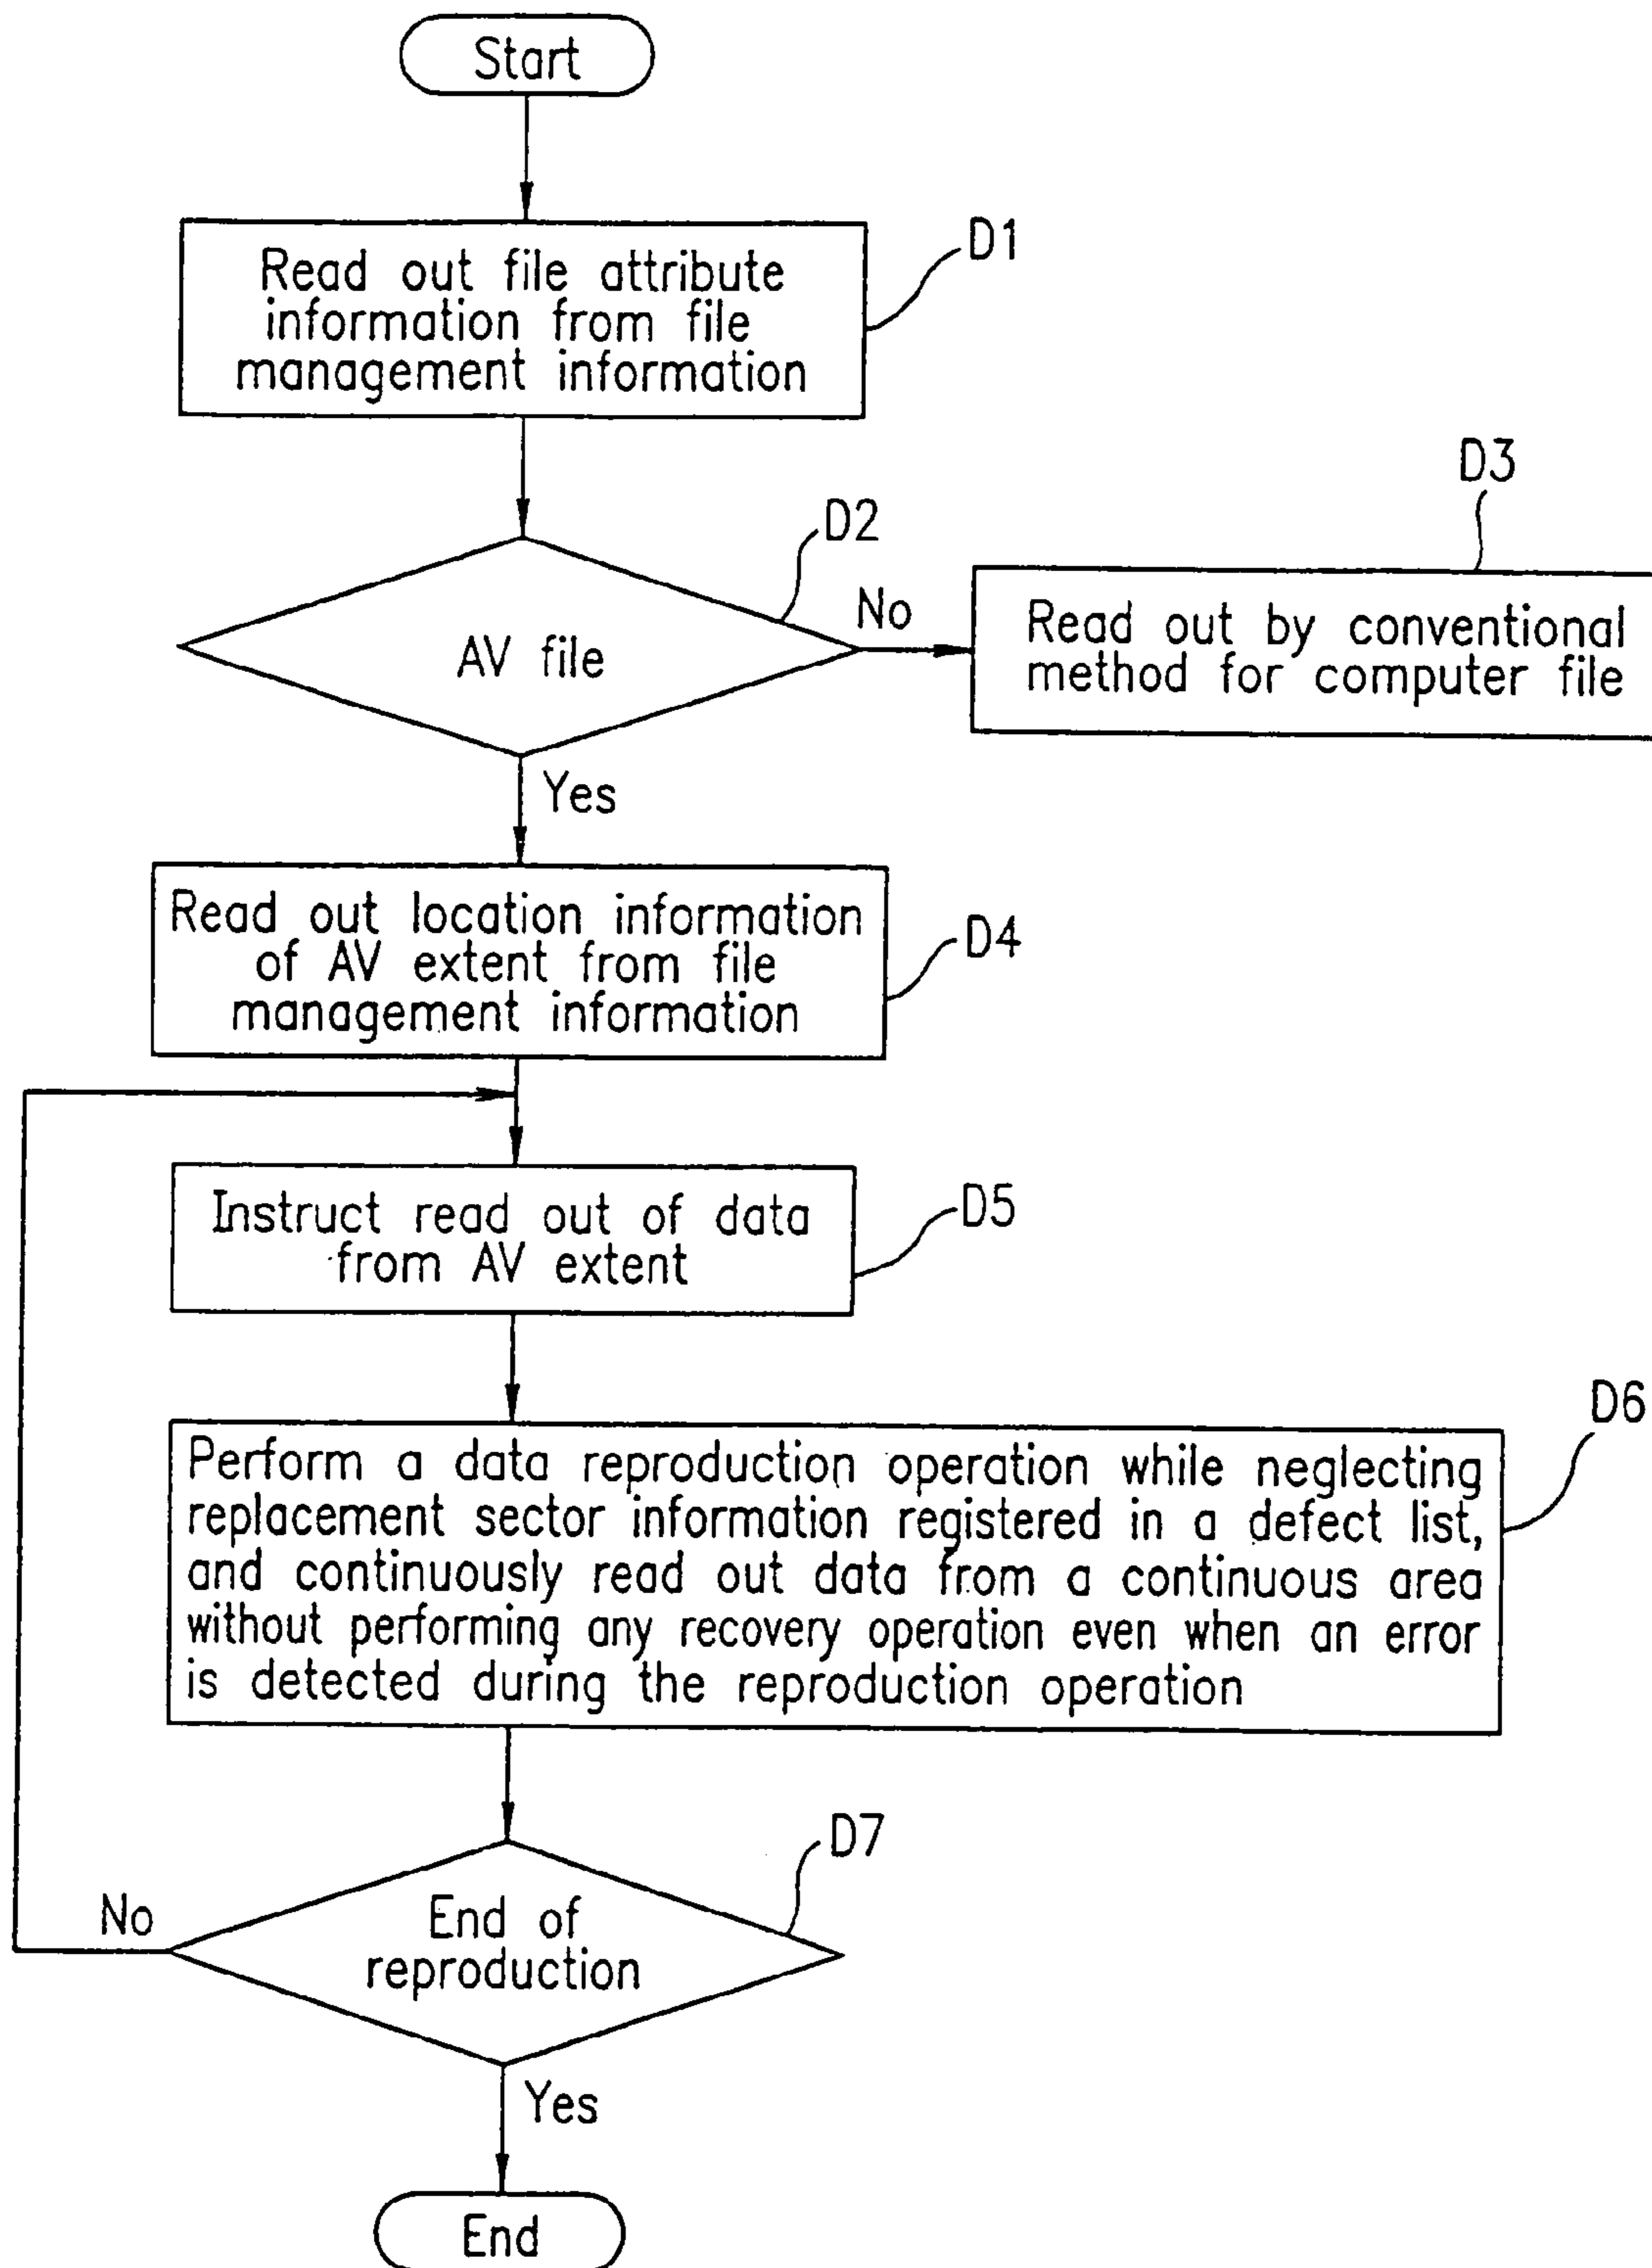 Start
Read out file attribute
information from file
management information
D1
AV file
D2
No
Read out by conventional
method for computer file
D3
Yes
Read out location information
of AV extent from file
management information
D4
Instruct read out of data
from AV extent
D5
Perform a data reproduction operation while neglecting
replacement sector information registered in a defect list,
and continuously read out data from a continuous area
without performing any recovery operation even when an error
is detected during the reproduction operation
D6
End of
reproduction
D7
No
Yes
End